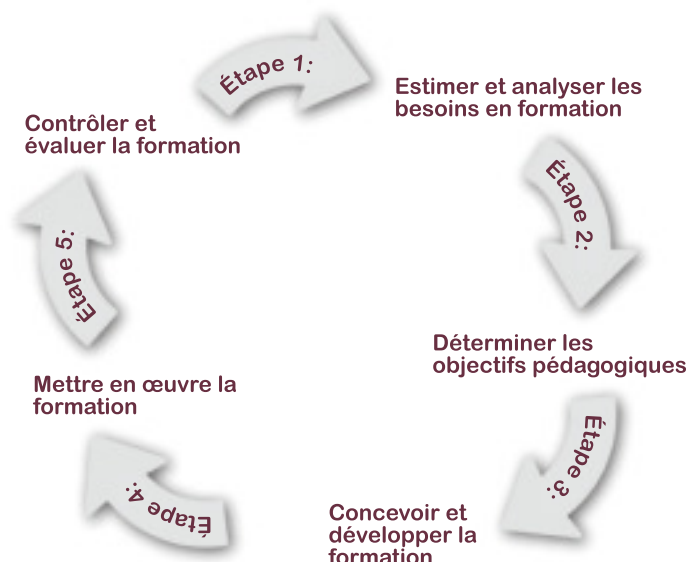 Étape 1:
Estimer et analyser les
besoins en formation
Étape 2:
Déterminer les
objectifs pédagogiques
Étape 3:
Concevoir et
développer la
formation
Étape 4:
Mettre en œuvre la
formation
Étape 5:
Contrôler et
évaluer la formation